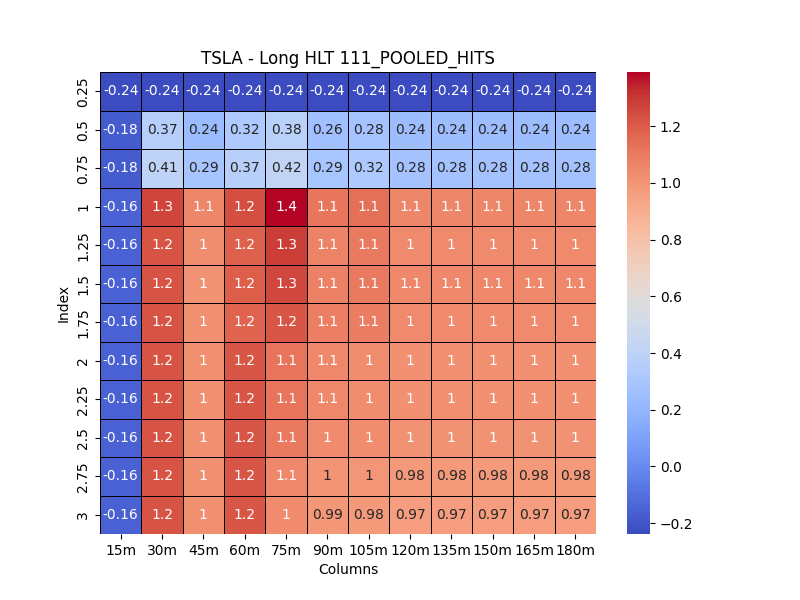 TSLA - Long HLT 111_POOLED_HITS
0.25 -0.24 -0.24 -0.24 -0.24 -0.24 -0.24 -0.24 -0.24 -0.24 -0.24 -0.24 -0.24
0.5 -0.18 0.37 0.24 0.32 0.38 0.26 0.28 0.24 0.24 0.24 0.24 0.24
0.75 -0.18 0.41 0.29 0.37 0.42 0.29 0.32 0.28 0.28 0.28 0.28 0.28
1 -0.16 1.3 1.1 1.2 1.4 1.1 1.1 1.1 1.1 1.1 1.1 1.1
1.25 -0.16 1.2 1 1.2 1.3 1.1 1.1 1 1 1 1 1
1.5 -0.16 1.2 1 1.2 1.3 1.1 1.1 1.1 1.1 1.1 1.1 1.1
1.75 -0.16 1.2 1 1.2 1.2 1.1 1.1 1 1 1 1 1
2 -0.16 1.2 1 1.2 1.1 1.1 1 1 1 1 1 1
2.25 -0.16 1.2 1 1.2 1.1 1.1 1 1 1 1 1 1
2.5 -0.16 1.2 1 1.2 1.1 1 1 1 1 1 1 1
2.75 -0.16 1.2 1 1.2 1.1 1 1 0.98 0.98 0.98 0.98 0.98
3 -0.16 1.2 1 1.2 1 0.99 0.98 0.97 0.97 0.97 0.97 0.97
15m 30m 45m 60m 75m 90m 105m 120m 135m 150m 165m 180m
Columns
Index
1.2
1.0
0.8
0.6
0.4
0.2
0.0
−0.2